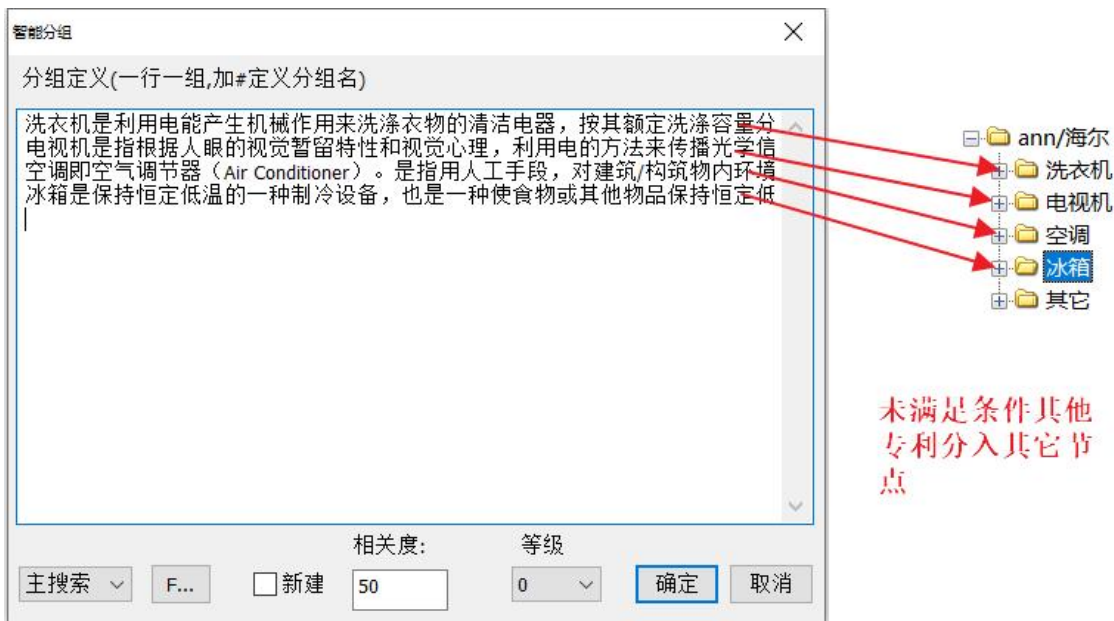 智能分组
分组定义(一行一组,加#定义分组名)
洗衣机是利用电能产生机械作用来洗涤衣物的清洁电器，按其额定洗涤容量分
电视机是指根据人眼的视觉暂留特性和视觉心理，利用电的方法来传播光学信
空调即空气调节器（Air Conditioner）。是指用人工手段，对建筑/构筑物内环境
冰箱是保持恒定低温的一种制冷设备，也是一种使食物或其他物品保持恒定低
相关度:
等级
主搜索
F...
新建
50
0
确定
取消
ann/海尔
洗衣机
电视机
空调
冰箱
其它
未满足条件其他
专利分入其它节
点